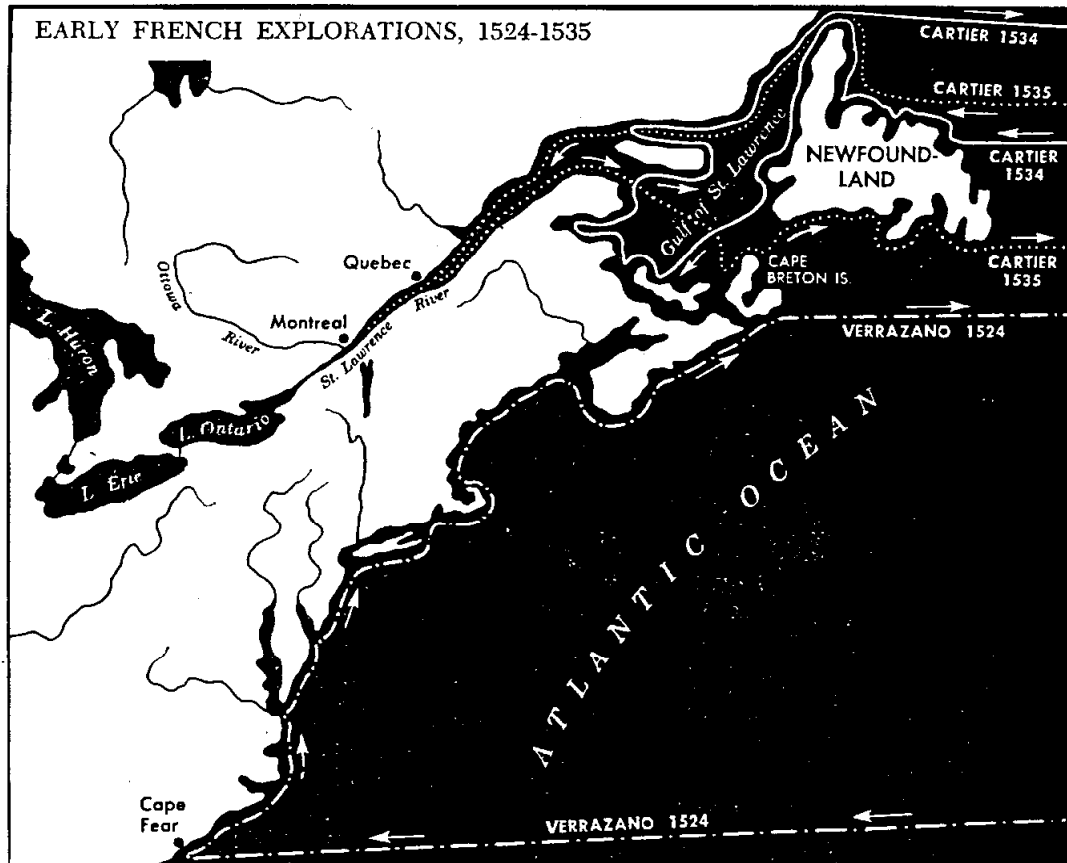 EARLY FRENCH EXPLORATIONS, 1524-1535
CARTIER 1534
CARTIER 1535
NEWFOUND-
LAND
CARTIER
1534
Gulf of St. Lawrence
CAPE
BRETON IS.
CARTIER
1535
Quebec
Ottawa
River
Montreal
St. Lawrence
River
VERRAZANO 1524
L. Huron
L. Ontario
L. Erie
ATLANTIC OCEAN
Cape
Fear
VERRAZANO 1524